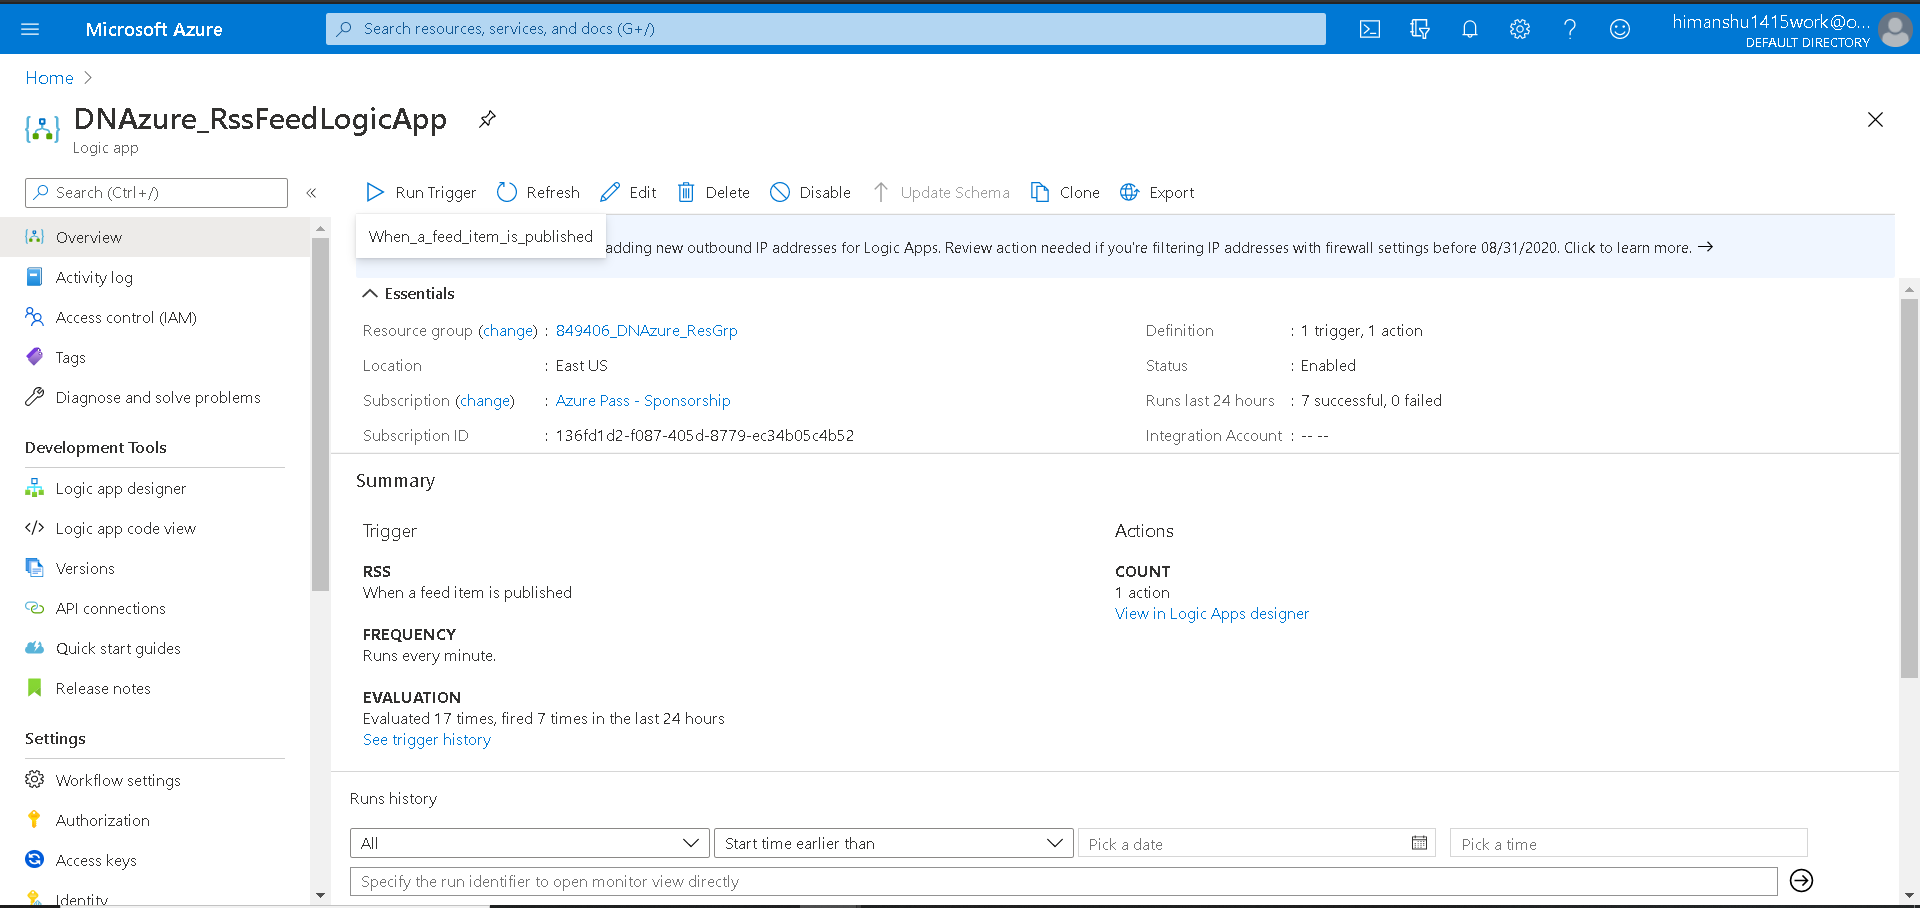 Microsoft Azure
Search resources, services, and docs (G+/)
himanshu1415work@o...
DEFAULT DIRECTORY
Home
DNAzure_RssFeedLogicApp
Logic app
Search (Ctrl+/)
«
Run Trigger
Refresh
Edit
Delete
Disable
Update Schema
Clone
Export
When_a_feed_item_is_published
adding new outbound IP addresses for Logic Apps. Review action needed if you're filtering IP addresses with firewall settings before 08/31/2020. Click to learn more. →
Overview
Activity log
Access control (IAM)
Tags
Diagnose and solve problems
Development Tools
Logic app designer
Logic app code view
Versions
API connections
Quick start guides
Release notes
Settings
Workflow settings
Authorization
Access keys
Identity
Essentials
Resource group (change) : 849406_DNAzure_ResGrp
Location : East US
Subscription (change) : Azure Pass - Sponsorship
Subscription ID : 136fd1d2-f087-405d-8779-ec34b05c4b52
Definition : 1 trigger, 1 action
Status : Enabled
Runs last 24 hours : 7 successful, 0 failed
Integration Account : -- --
Summary
Trigger
RSS
When a feed item is published
FREQUENCY
Runs every minute.
EVALUATION
Evaluated 17 times, fired 7 times in the last 24 hours
See trigger history
Actions
COUNT
1 action
View in Logic Apps designer
Runs history
All
Start time earlier than
Pick a date
Pick a time
Specify the run identifier to open monitor view directly